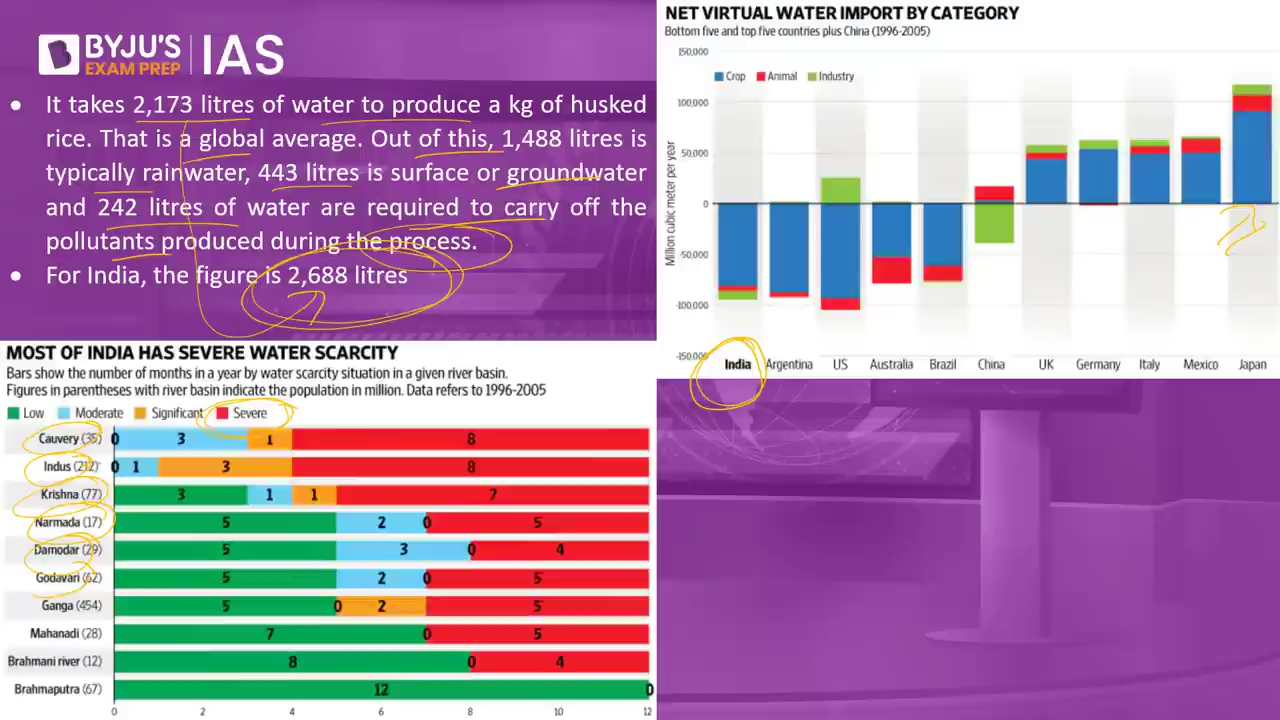 BYJU'S
EXAM PREP
IAS
• It takes 2,173 litres of water to produce a kg of husked
rice. That is a global average. Out of this, 1,488 litres is
typically rainwater, 443 litres is surface or groundwater
and 242 litres of water are required to carry off the
pollutants produced during the process.
• For India, the figure is 2,688 litres
NET VIRTUAL WATER IMPORT BY CATEGORY
Bottom five and top five countries plus China (1996-2005)
150,000
Crop Animal Industry
100,000
50,000
0
-50,000
-100,000
-150,000
Million cubic meter per year
India Argentina US Australia Brazil China UK Germany Italy Mexico Japan
MOST OF INDIA HAS SEVERE WATER SCARCITY
Bars show the number of months in a year by water scarcity situation in a given river basin.
Figures in parentheses with river basin indicate the population in million. Data refers to 1996-2005
Low Moderate Significant Severe
Cauvery (35) 0 3 1 8
Indus (212) 0 1 3 8
Krishna (77) 3 1 1 7
Narmada (17) 5 2 0 5
Damodar (29) 5 3 0 4
Godavari (62) 5 2 0 5
Ganga (454) 5 0 2 5
Mahanadi (28) 7 0 5
Brahmani river (12) 8 0 4
Brahmaputra (67) 12 0
0 2 4 6 8 10 12